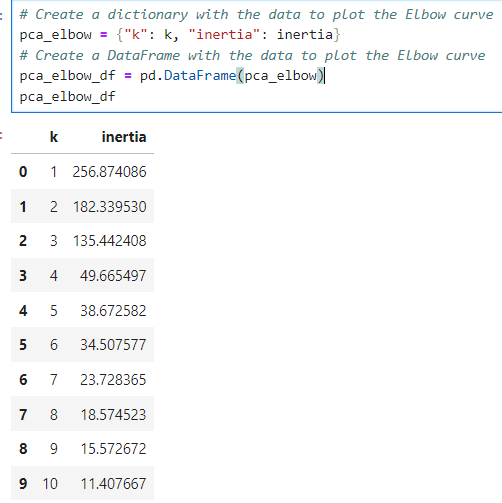 :
# Create a dictionary with the data to plot the Elbow curve
pca_elbow = {"k": k, "inertia": inertia}
# Create a DataFrame with the data to plot the Elbow curve
pca_elbow_df = pd.DataFrame(pca_elbow)
pca_elbow_df
:
k inertia
0 1 256.874086
1 2 182.339530
2 3 135.442408
3 4 49.665497
4 5 38.672582
5 6 34.507577
6 7 23.728365
7 8 18.574523
8 9 15.572672
9 10 11.407667